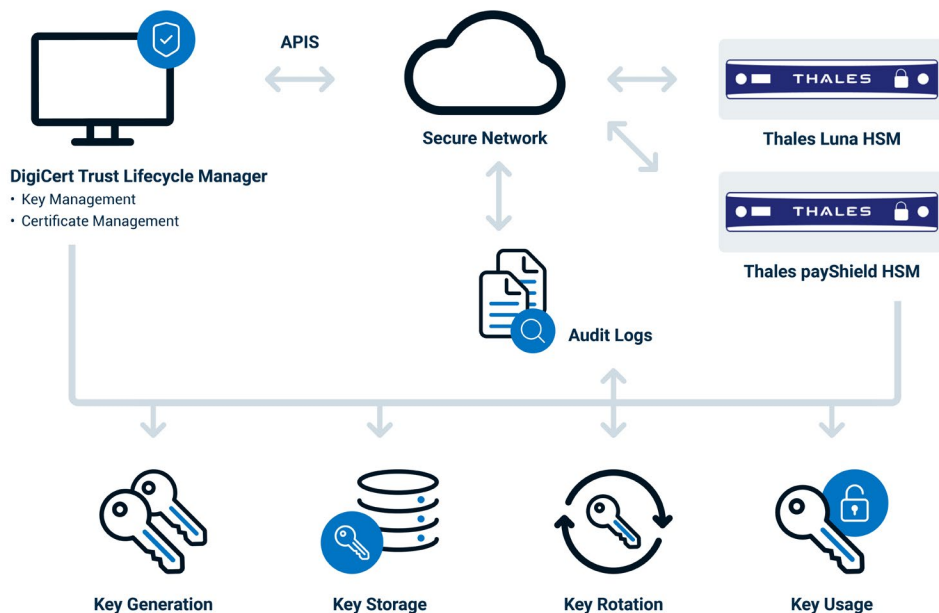 APIS
Secure Network
THALES
Thales Luna HSM
DigiCert Trust Lifecycle Manager
• Key Management
• Certificate Management
THALES
Thales payShield HSM
Audit Logs
Key Generation
Key Storage
Key Rotation
Key Usage